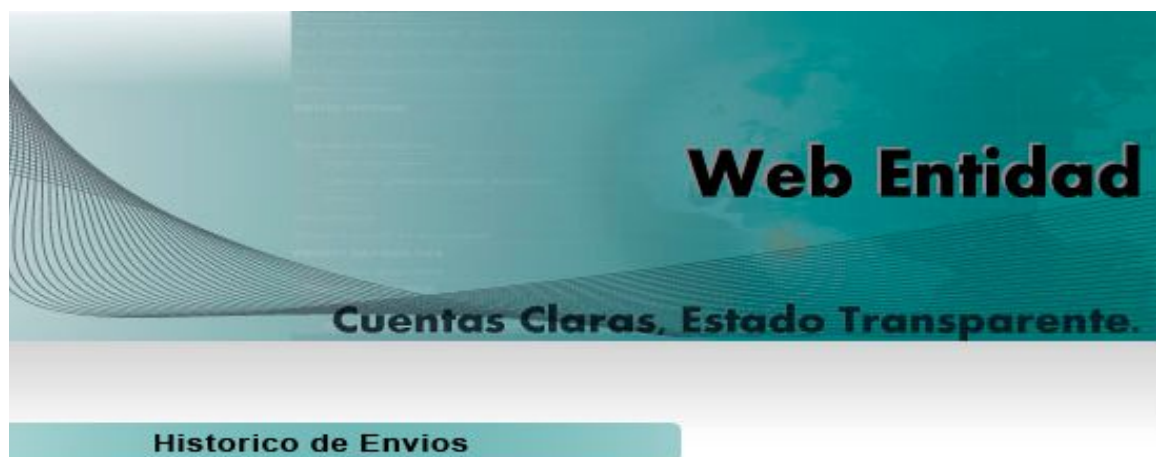 Web Entidad
Cuentas Claras, Estado Transparente.
Historico de Envios